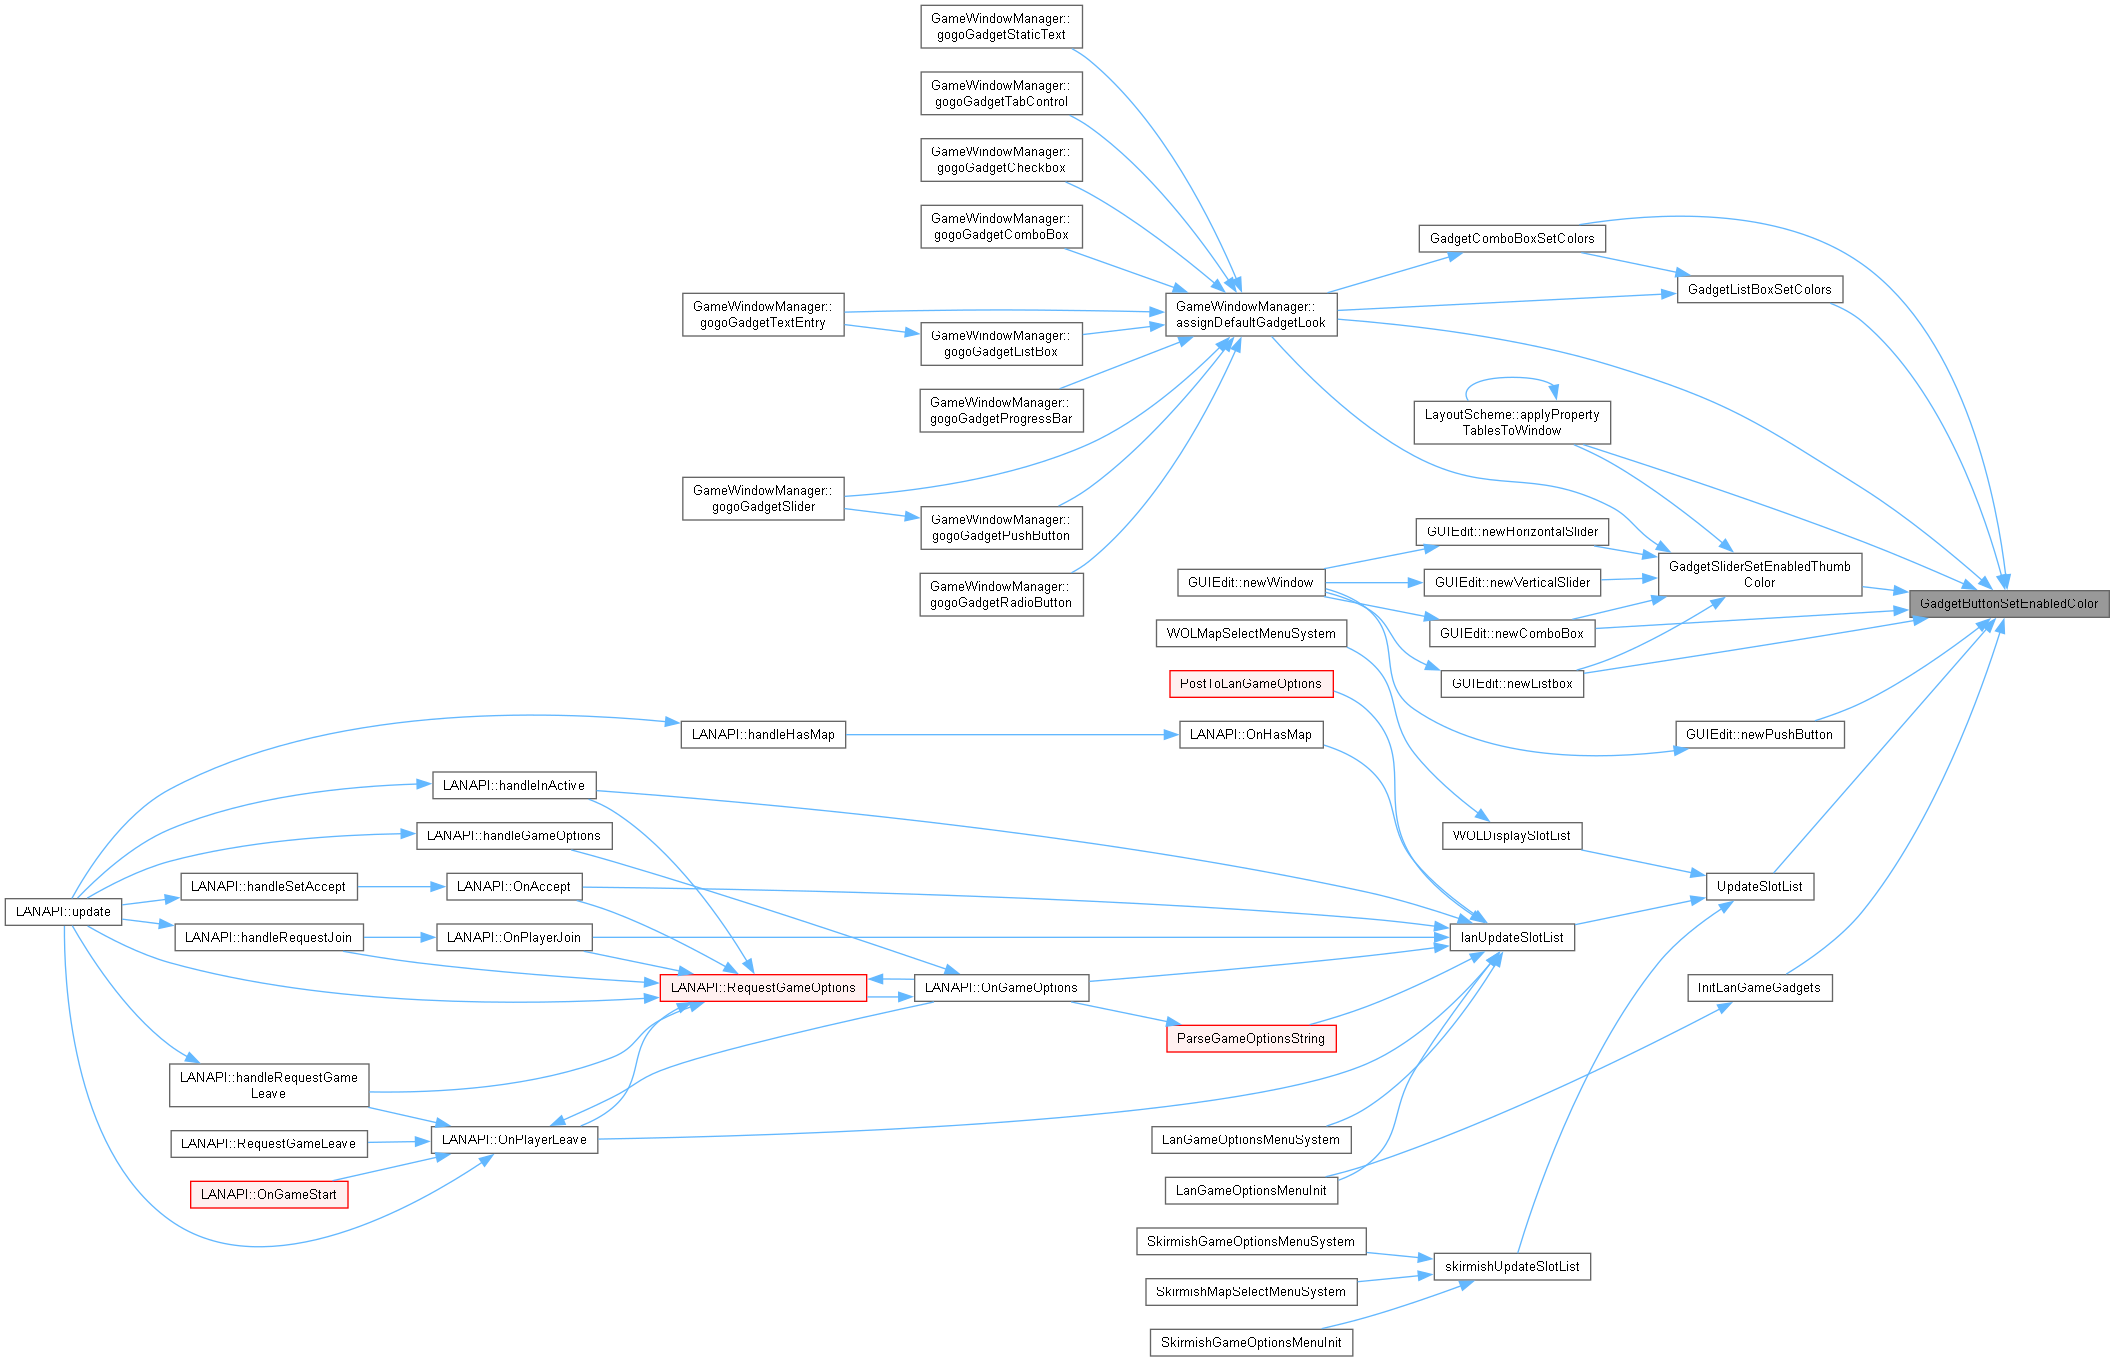 GameWindowManager::
gogoGadgetStaticText
GameWindowManager::
gogoGadgetTabControl
GameWindowManager::
gogoGadgetCheckbox
GameWindowManager::
gogoGadgetComboBox
GameWindowManager::
gogoGadgetTextEntry
GameWindowManager::
gogoGadgetListBox
GameWindowManager::
gogoGadgetProgressBar
GameWindowManager::
gogoGadgetSlider
GameWindowManager::
gogoGadgetPushButton
GameWindowManager::
gogoGadgetRadioButton
GameWindowManager::
assignDefaultGadgetLook
GadgetComboBoxSetColors
GadgetListBoxSetColors
LayoutScheme::applyProperty
TablesToWindow
GUIEdit::newHorizontalSlider
GUIEdit::newWindow
GUIEdit::newVerticalSlider
GadgetSliderSetEnabledThumb
Color
GadgetButtonSetEnabledColor
GUIEdit::newComboBox
WOLMapSelectMenuSystem
GUIEdit::newListbox
PostToLanGameOptions
GUIEdit::newPushButton
LANAPI::handleHasMap
LANAPI::OnHasMap
LANAPI::handleInActive
LANAPI::handleGameOptions
WOLDisplaySlotList
LANAPI::handleSetAccept
LANAPI::OnAccept
UpdateSlotList
LANAPI::update
LANAPI::handleRequestJoin
LANAPI::OnPlayerJoin
lanUpdateSlotList
LANAPI::RequestGameOptions
LANAPI::OnGameOptions
InitLanGameGadgets
ParseGameOptionsString
LANAPI::handleRequestGame
Leave
LANAPI::RequestGameLeave
LANAPI::OnPlayerLeave
LanGameOptionsMenuSystem
LANAPI::OnGameStart
LanGameOptionsMenuInit
SkirmishGameOptionsMenuSystem
skirmishUpdateSlotList
SkirmishMapSelectMenuSystem
SkirmishGameOptionsMenuInit